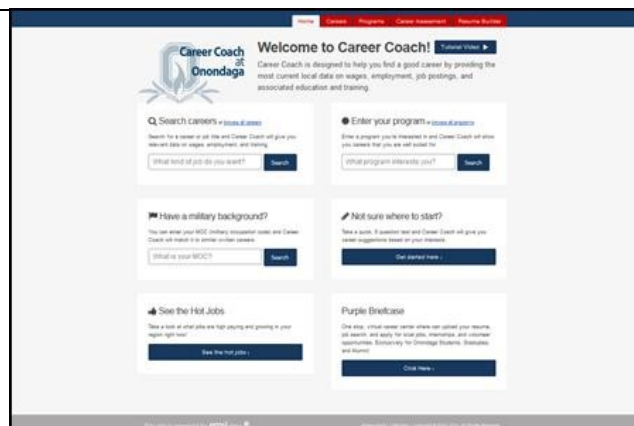 Home Careers Programs Career Assessment Resume Builder
Career Coach
at
Onondaga
Welcome to Career Coach! Tutorial Video
Career Coach is designed to help you find a good career by providing the
most current local data on wages, employment, job postings, and
associated education and training.
Search careers or browse all careers
Search for a career or job title and Career Coach will give you
relevant data on wages, employment, and training.
What kind of job do you want? Search
Enter your program or browse all programs
Enter a program you're interested in and Career Coach will show
you careers that you are well suited for.
What program interests you? Search
Have a military background?
You can enter your MOC (military occupation code) and Career
Coach will match it to similar civilian careers.
What is your MOC? Search
Not sure where to start?
Take a quick, 6 question test and Career Coach will give you
career suggestions based on your interests.
Get started here ›
See the Hot Jobs
Take a look at what jobs are high paying and growing in your
region right now!
See the hot jobs ›
Purple Briefcase
One stop, virtual career center where can upload your resume,
job search, and apply for local jobs, internships, and volunteer
opportunities. Exclusively for Onondaga Students, Graduates,
and Alumni!
Click Here ›